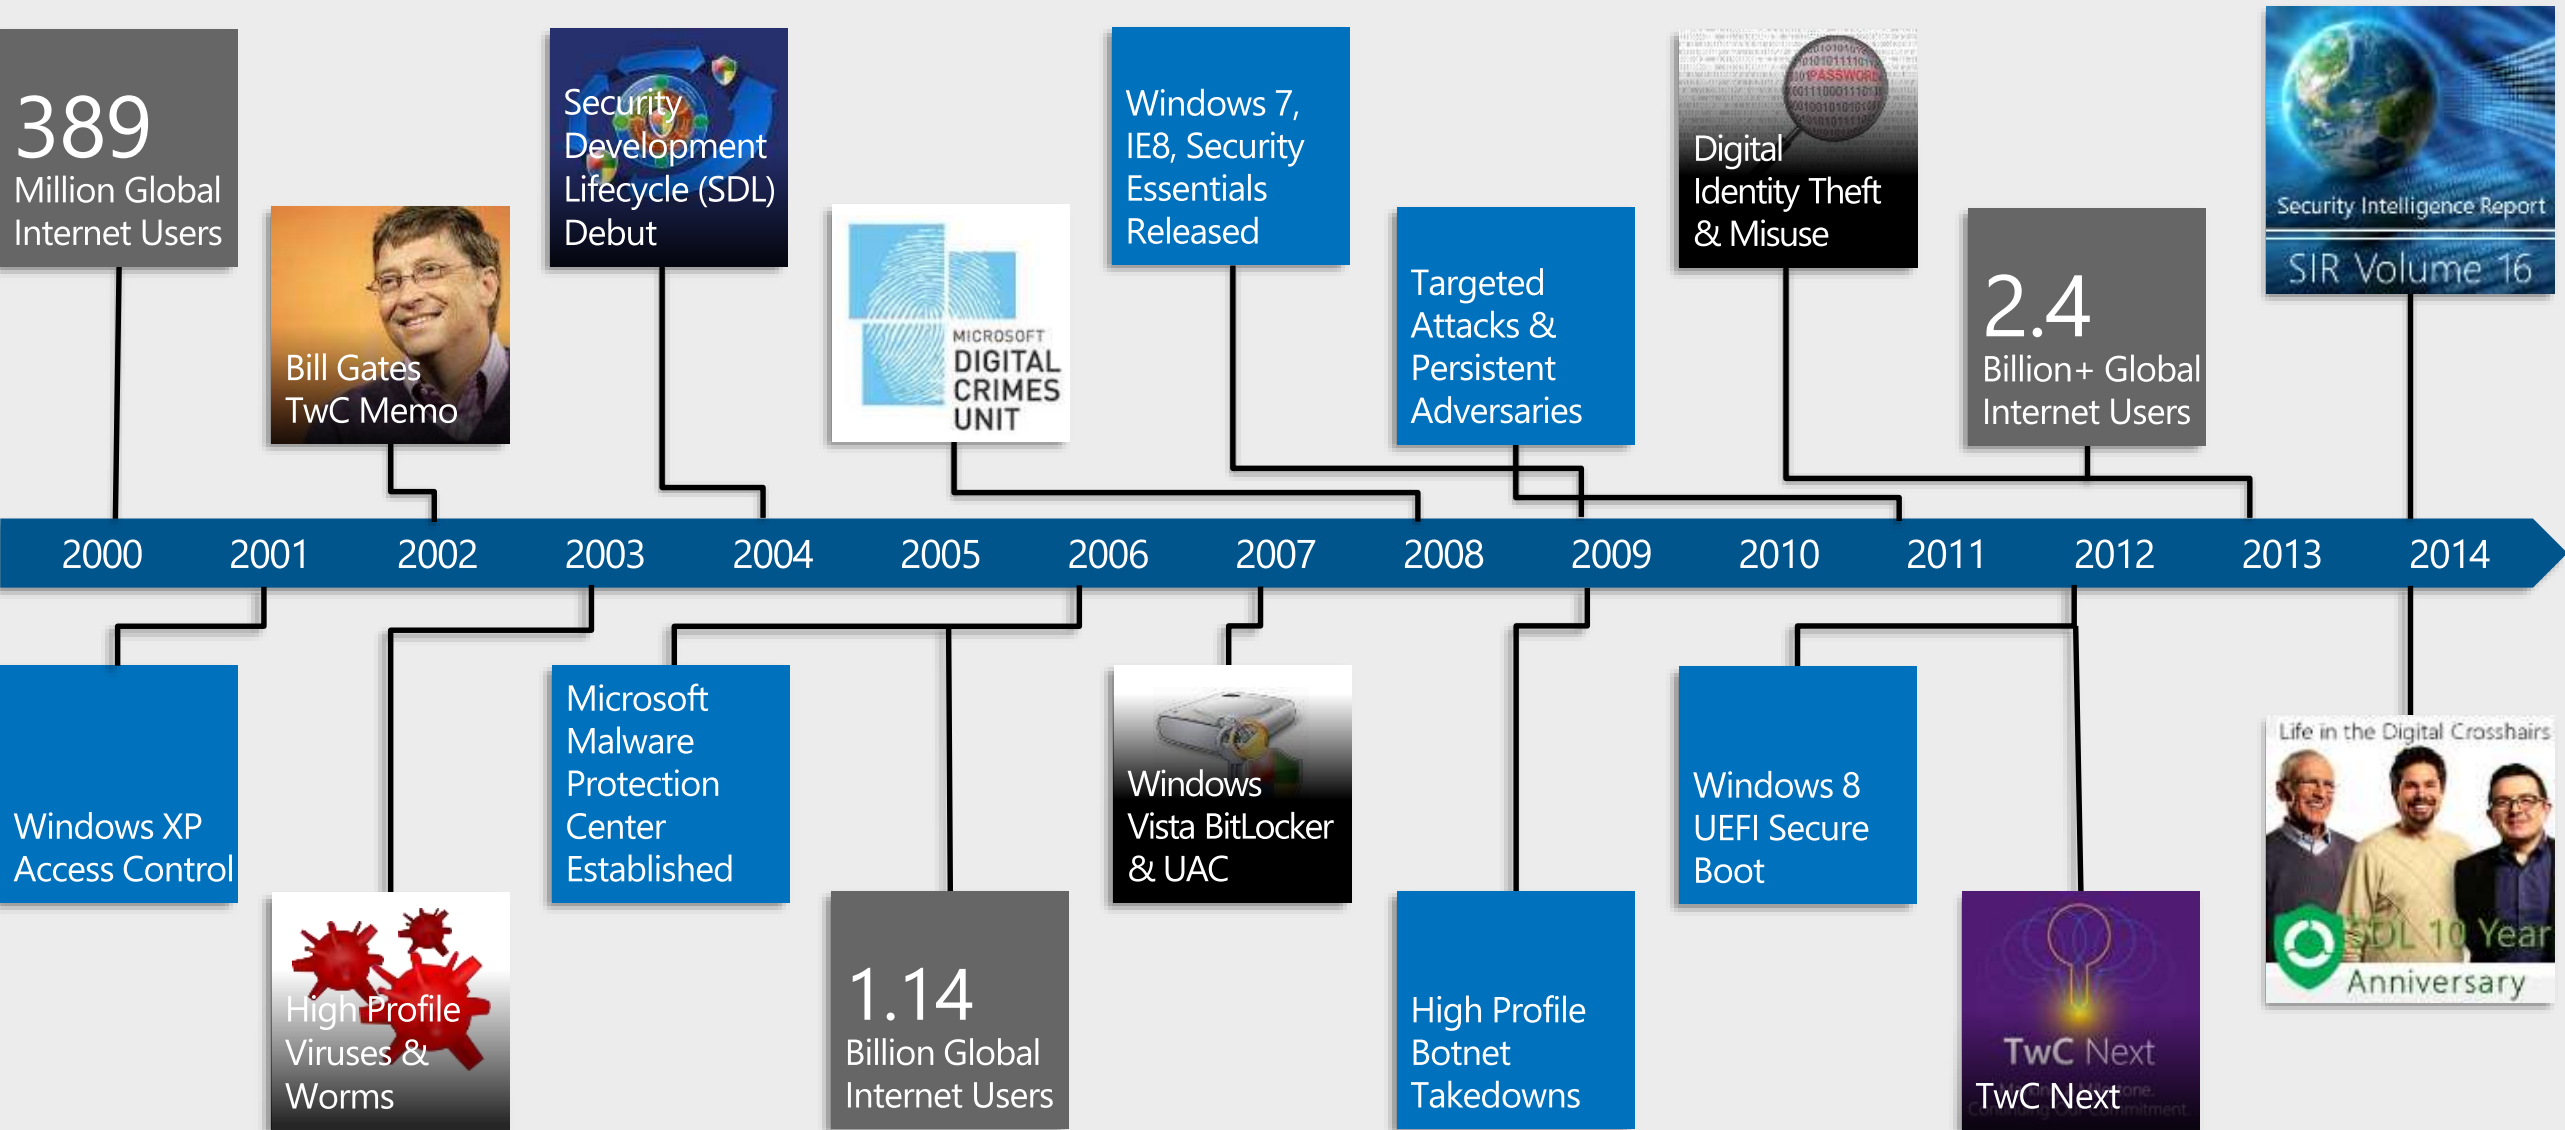 389
Million Global
Internet Users
Bill Gates
TwC Memo
Security
Development
Lifecycle (SDL)
Debut
MICROSOFT
DIGITAL
CRIMES
UNIT
Windows 7,
IE8, Security
Essentials
Released
Targeted
Attacks &
Persistent
Adversaries
PASSWORD
Digital
Identity Theft
& Misuse
2.4
Billion+ Global
Internet Users
Security Intelligence Report
SIR Volume 16
2000 2001 2002 2003 2004 2005 2006 2007 2008 2009 2010 2011 2012 2013 2014
Windows XP
Access Control
High Profile
Viruses &
Worms
Microsoft
Malware
Protection
Center
Established
1.14
Billion Global
Internet Users
Windows
Vista BitLocker
& UAC
High Profile
Botnet
Takedowns
Windows 8
UEFI Secure
Boot
TwC Next
TwC Next
Life in the Digital Crosshairs
SDL 10 Year
Anniversary